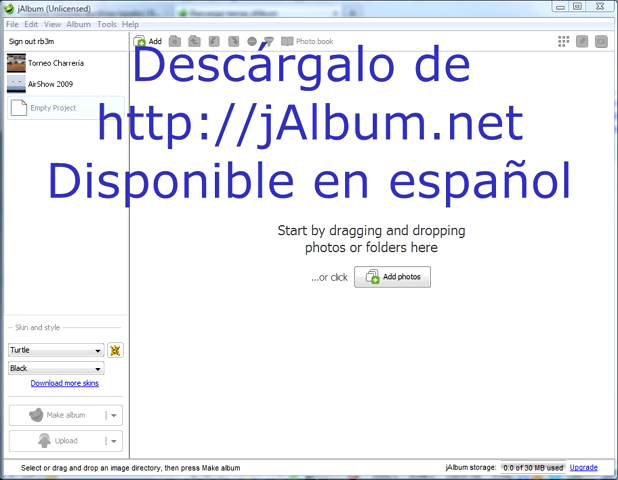 jAlbum (Unlicensed)
File Edit View Album Tools Help
Sign out rb3m
Add
Photo book
Torneo Charrería
AirShow 2009
Empty Project
Descárgalo de
http://jAlbum.net
Disponible en español
Start by dragging and dropping
photos or folders here
...or click
Add photos
Skin and style
Turtle
Black
Download more skins
Make album
Upload
Select or drag and drop an image directory, then press Make album
jAlbum storage: 0.0 of 30 MB used Upgrade